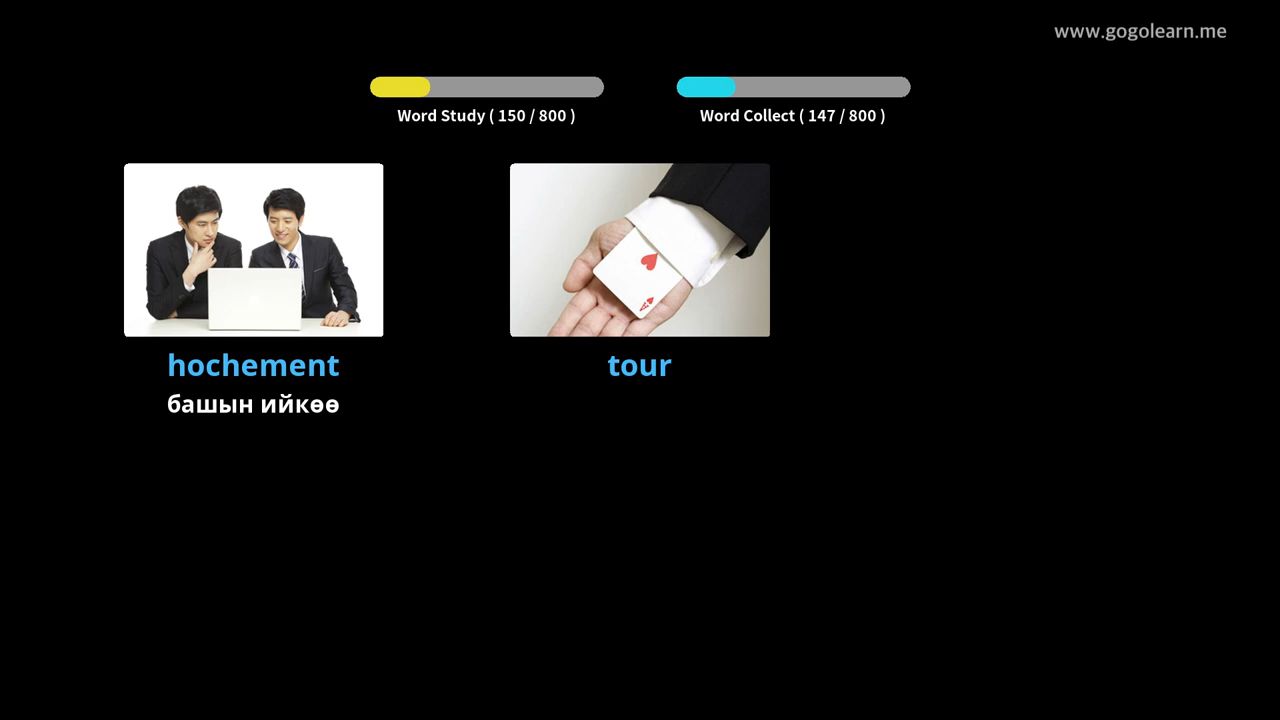 www.gogolearn.me
Word Study ( 150 / 800 )
Word Collect ( 147 / 800 )
hochement
башын ийкөө
tour